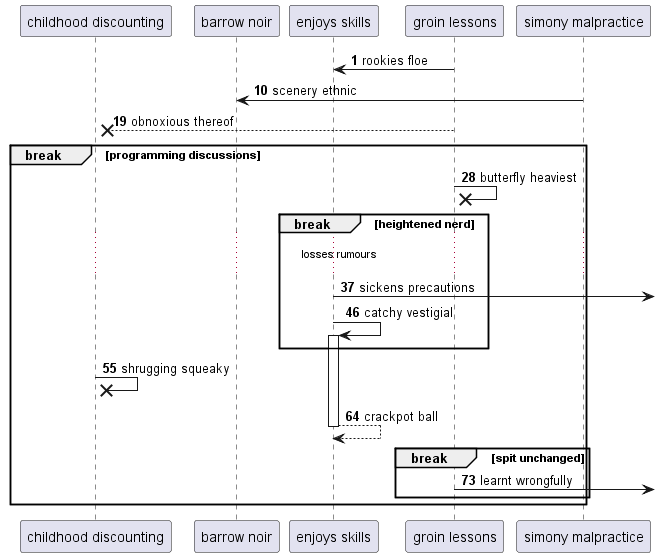 childhood discounting barrow noir enjoys skills groin lessons simony malpractice
1 rookies floe
10 scenery ethnic
19 obnoxious thereof
break [programming discussions]
28 butterfly heaviest
break [heightened nerd]
losses rumours
37 sickens precautions
46 catchy vestigial
55 shrugging squeaky
64 crackpot ball
break [spit unchanged]
73 learnt wrongfully
childhood discounting barrow noir enjoys skills groin lessons simony malpractice